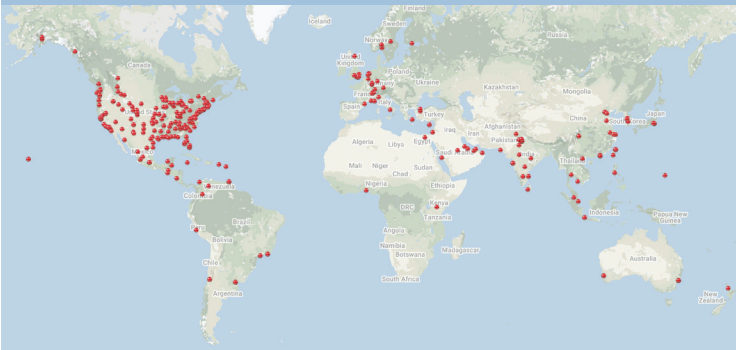 Finland
Iceland
Sweden
Norway
Russia
United
Kingdom
Canada
Poland
Germany
Ukraine
Kazakhstan
France
Mongolia
Italy
Spain
Turkey
Japan
China
South Korea
Afghanistan
Iraq
Iran
Algeria
Libya
Egypt
Pakistan
Saudi Arabia
India
Mali
Niger
Sudan
Thailand
Chad
Nigeria
Ethiopia
Venezuela
Colombia
Kenya
DRC
Indonesia
Papua New
Guinea
Tanzania
Brazil
Peru
Angola
Bolivia
Namibia
Madagascar
Botswana
Chile
Australia
South Africa
Argentina
New
Zealand